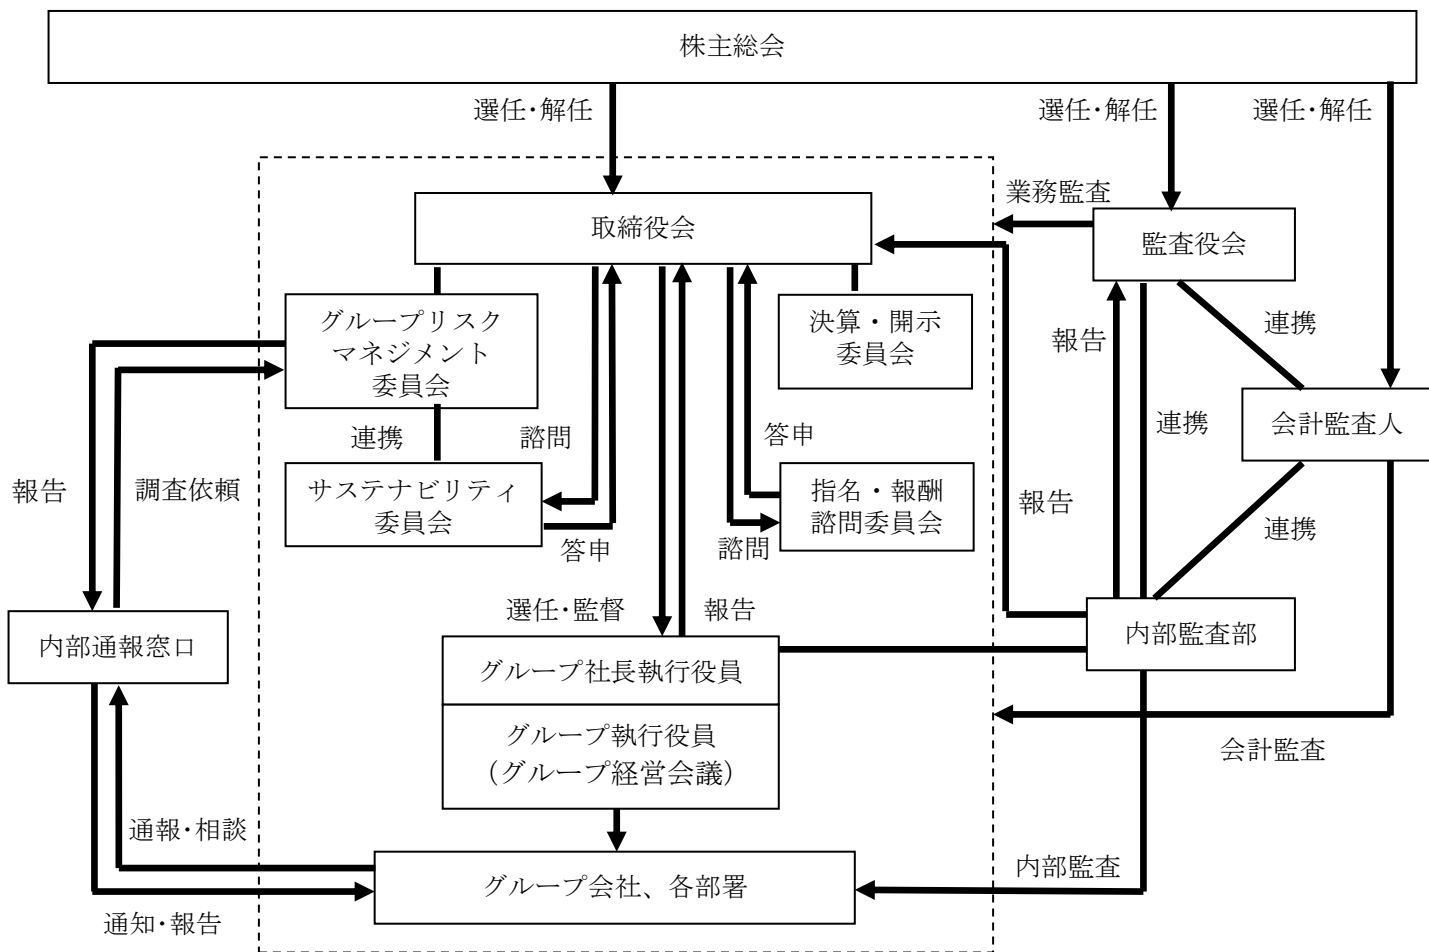 株主総会
選任・解任
選任・解任
選任・解任
業務監査
取締役会
監査役会
グループリスク
マネジメント
委員会
決算・開示
委員会
連携
報告
会計監査人
連携
連携
諮問
答申
報告
調査依頼
サステナビリティ
委員会
指名・報酬
諮問委員会
報告
連携
答申
諮問
選任・監督
報告
内部通報窓口
内部監査部
グループ社長執行役員
グループ執行役員
（グループ経営会議）
会計監査
通報・相談
グループ会社、各部署
内部監査
通知・報告